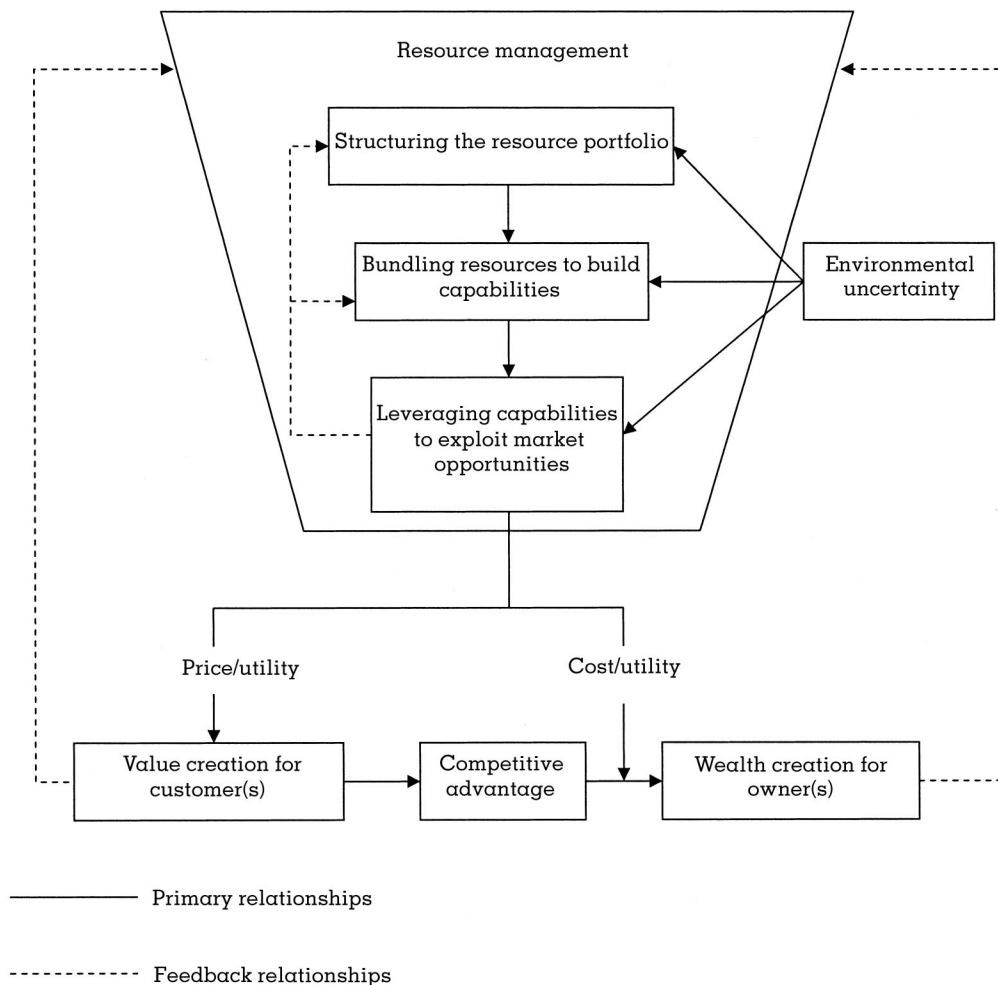 Resource management
Structuring the resource portfolio
Bundling resources to build
capabilities
Environmental
uncertainty
Leveraging capabilities
to exploit market
opportunities
Price/utility
Cost/utility
Value creation for
customer(s)
Competitive
advantage
Wealth creation for
owner(s)
Primary relationships
Feedback relationships